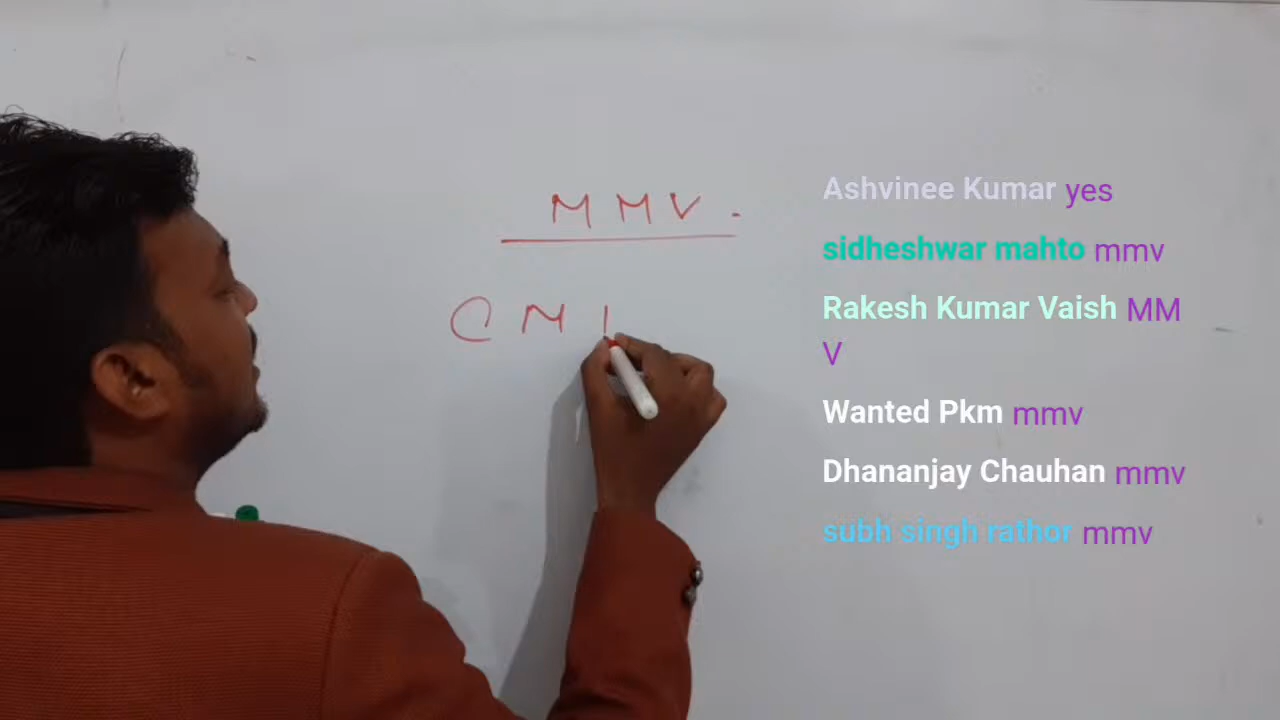 MMV.
CMI
Ashvinee Kumar yes
sidheshwar mahto mmv
Rakesh Kumar Vaish MM
V
Wanted Pkm mmv
Dhananjay Chauhan mmv
subh singh rathor mmv